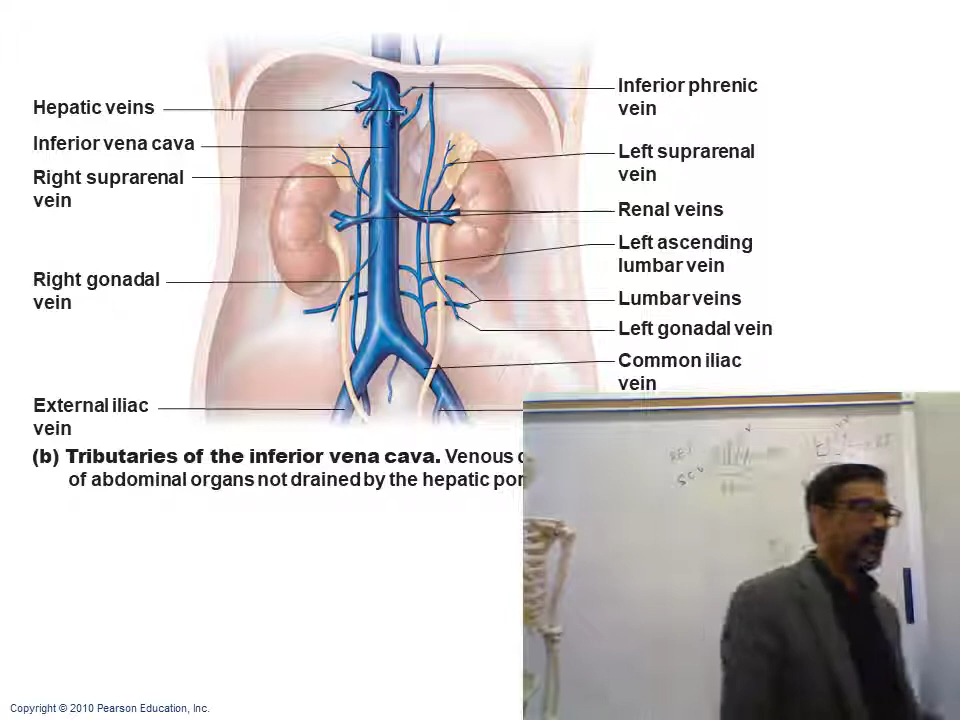 Hepatic veins
Inferior vena cava
Right suprarenal
vein
Right gonadal
vein
External iliac
vein
Inferior phrenic
vein
Left suprarenal
vein
Renal veins
Left ascending
lumbar vein
Lumbar veins
Left gonadal vein
Common iliac
vein
(b) Tributaries of the inferior vena cava. Venous
of abdominal organs not drained by the hepatic
Copyright © 2010 Pearson Education, Inc.